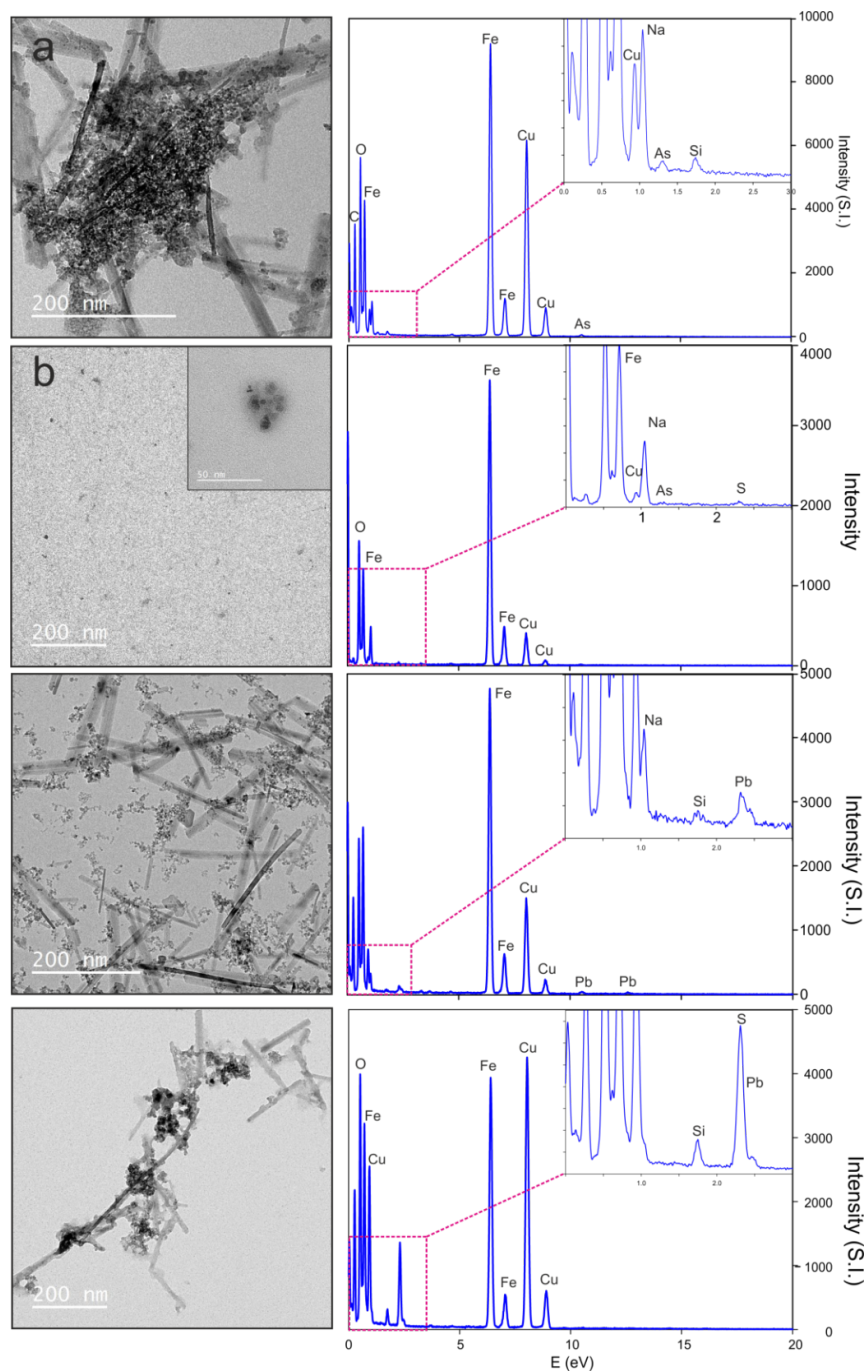 a
200 nm
Fe
O
Fe
C
Cu
Fe
Cu
As
10000
8000
6000
4000
2000
0
Cu
Na
As
Si
0.0 0.5 1.0 1.5 2.0 2.5 3.0
Intensity (S.I.)
b
50 nm
200 nm
Fe
O
Fe
Fe
Cu
Cu
4000
3000
2000
1000
0
Fe
Na
Cu
As
S
1 2
Intensity
200 nm
Fe
Fe
Cu
Cu
Pb
Pb
5000
4000
3000
2000
1000
0
Na
Si
Pb
1.0 2.0
Intensity (S.I.)
200 nm
O
Fe
Cu
Fe
Cu
Fe
Cu
5000
4000
3000
2000
1000
0
S
Pb
Si
1.0 2.0
Intensity (S.I.)
0 5 10 15 20
E (eV)